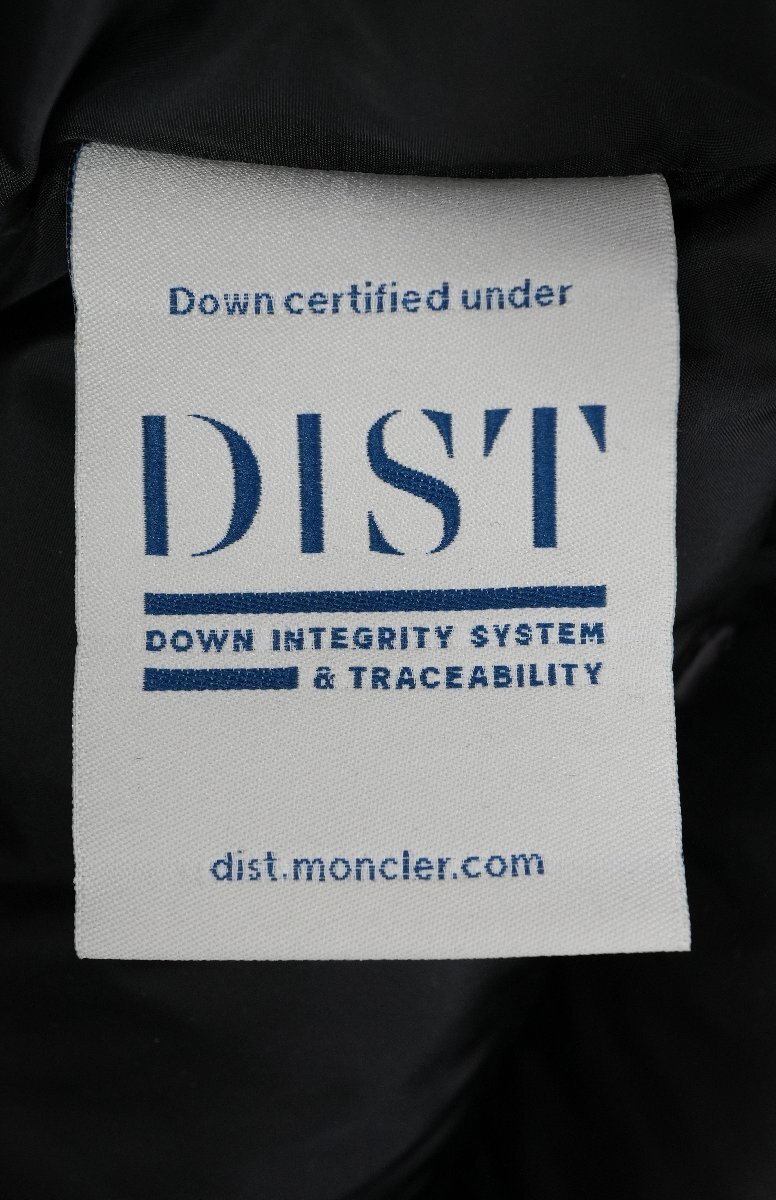 Down certified under
DIST
DOWN INTEGRITY SYSTEM
& TRACEABILITY
dist.moncler.com